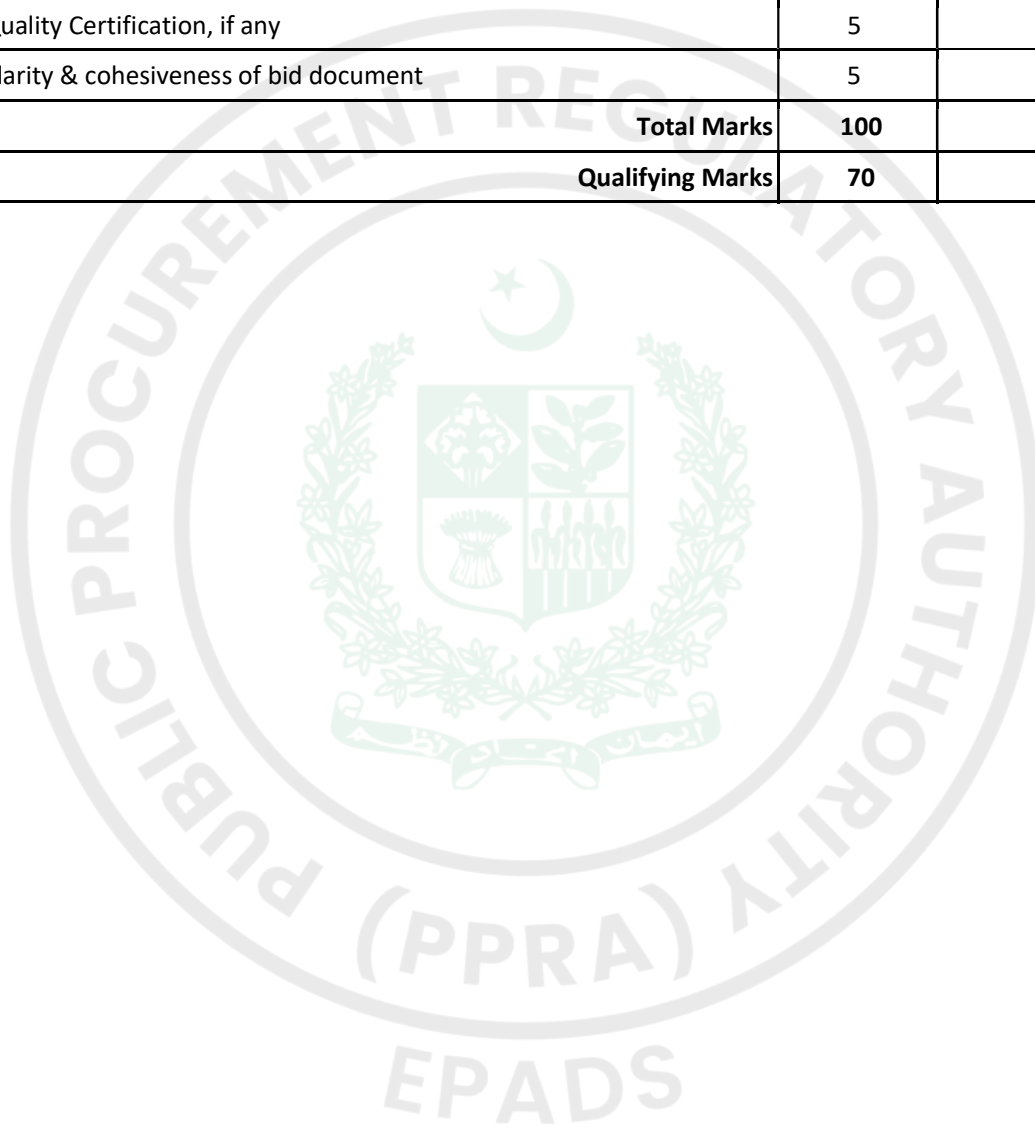 uality Certification, if any 5
larity & cohesiveness of bid document 5
Total Marks 100
Qualifying Marks 70
PUBLIC PROCUREMENT REGULATORY AUTHORITY
(PPRA)
EPADS